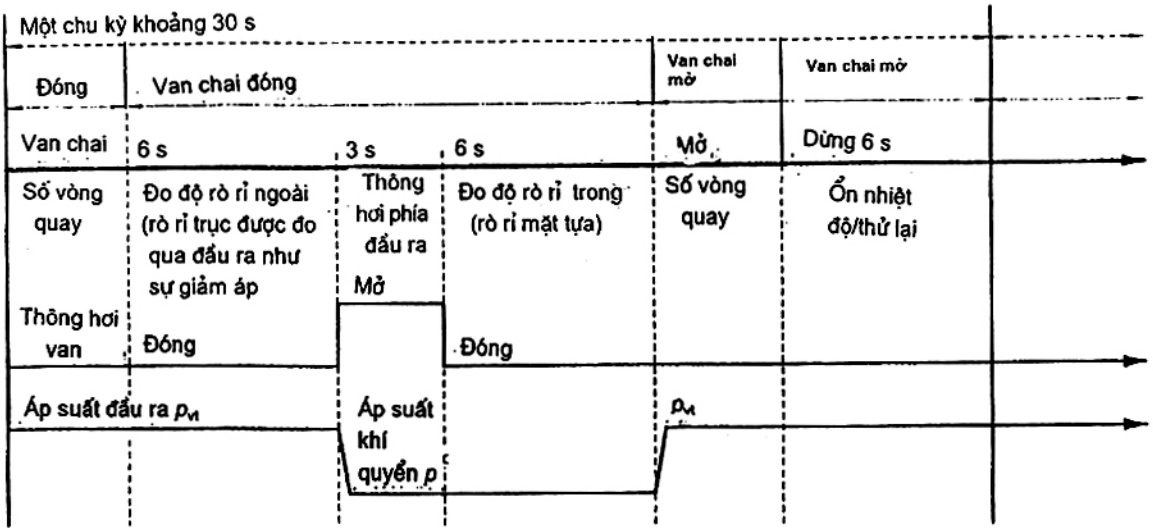 Một chu kỳ khoảng 30 s
Đóng
Van chai đóng
Van chai
mở
Van chai mở
Van chai
6 s
3 s
6 s
Mở
Dừng 6 s
Số vòng
quay
Đo độ rò rỉ ngoài
(rò rỉ trục được đo
qua đầu ra như
sự giảm áp
Thông
hơi phía
đầu ra
Đo độ rò rỉ trong
(rò rỉ mặt tựa)
Số vòng
quay
Ổn nhiệt
độ/thử lại
Mở
Thông hơi
van
Đóng
Đóng
Áp suất đầu ra pvt
Áp suất
khí
quyển p
pvt